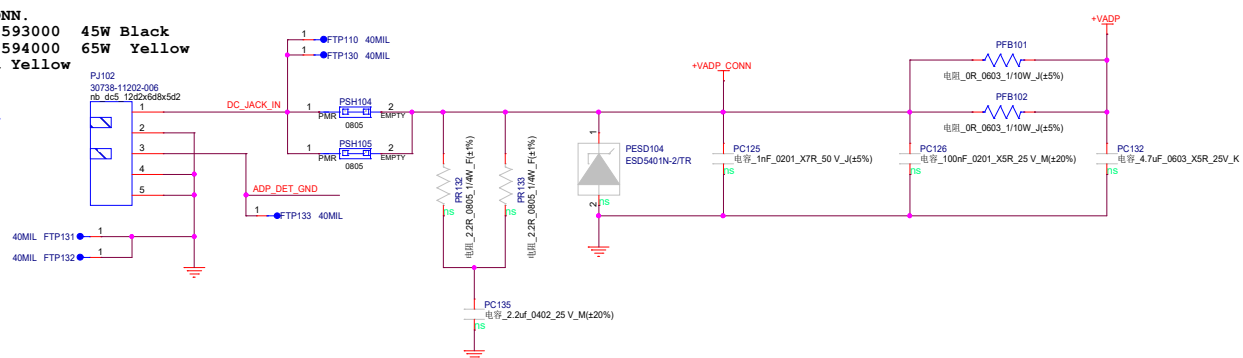 NN.
593000 45W Black
594000 65W Yellow
Yellow
PJ102
30738-11202-006
nb_dc5_12d2x6d8x5d2
1
2
3
4
5
DC_JACK_IN
ADP_DET_GND
1 FTP110 40MIL
1 FTP130 40MIL
1 FTP133 40MIL
40MIL FTP131 1
40MIL FTP132 1
1 PSH104 2
PMR EMPTY
0805
1 PSH105 2
PMR EMPTY
0805
PR132
电阻_2.2R_0805_1/4W_F(±1%)
ns
PR133
电阻_2.2R_0805_1/4W_F(±1%)
ns
PC135
电容_2.2uf_0402_25 V_M(±20%)
ns
1
PESD104
ESD5401N-2/TR
2
ns
+VADP_CONN
PC125
电容_1nF_0201_X7R_50 V_J(±5%)
ns
PC126
电容_100nF_0201_X5R_25 V_M(±20%)
ns
+VADP
PFB101
电阻_0R_0603_1/10W_J(±5%)
PFB102
电阻_0R_0603_1/10W_J(±5%)
PC132
电容_4.7uF_0603_X5R_25V_K
ns